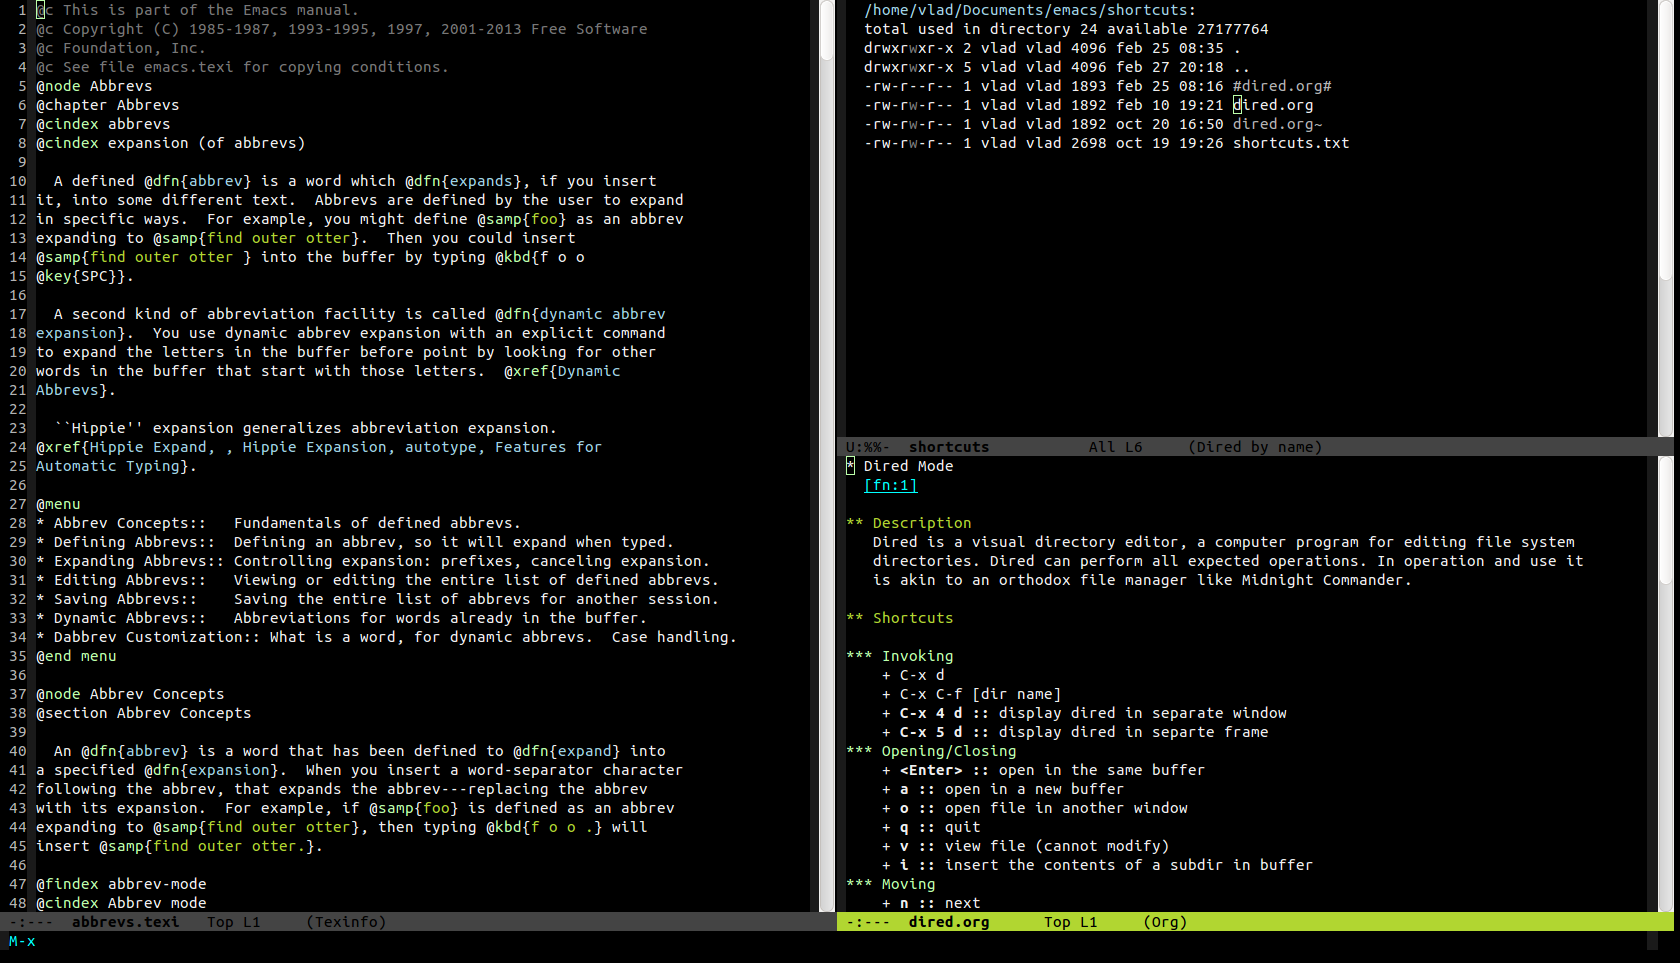 1 @c This is part of the Emacs manual.
2 @c Copyright (C) 1985-1987, 1993-1995, 1997, 2001-2013 Free Software
3 @c Foundation, Inc.
4 @c See file emacs.texi for copying conditions.
5 @node Abbrevs
6 @chapter Abbrevs
7 @cindex abbrevs
8 @cindex expansion (of abbrevs)
9
10   A defined @dfn{abbrev} is a word which @dfn{expands}, if you insert
11 it, into some different text.  Abbrevs are defined by the user to expand
12 in specific ways.  For example, you might define @samp{foo} as an abbrev
13 expanding to @samp{find outer otter}.  Then you could insert
14 @samp{find outer otter } into the buffer by typing @kbd{f o o
15 @key{SPC}}.
16
17   A second kind of abbreviation facility is called @dfn{dynamic abbrev
18 expansion}.  You use dynamic abbrev expansion with an explicit command
19 to expand the letters in the buffer before point by looking for other
20 words in the buffer that start with those letters.  @xref{Dynamic
21 Abbrevs}.
22
23   ``Hippie'' expansion generalizes abbreviation expansion.
24 @xref{Hippie Expand, , Hippie Expansion, autotype, Features for
25 Automatic Typing}.
26
27 @menu
28 * Abbrev Concepts::   Fundamentals of defined abbrevs.
29 * Defining Abbrevs::  Defining an abbrev, so it will expand when typed.
30 * Expanding Abbrevs:: Controlling expansion: prefixes, canceling expansion.
31 * Editing Abbrevs::   Viewing or editing the entire list of defined abbrevs.
32 * Saving Abbrevs::    Saving the entire list of abbrevs for another session.
33 * Dynamic Abbrevs::   Abbreviations for words already in the buffer.
34 * Dabbrev Customization:: What is a word, for dynamic abbrevs.  Case handling.
35 @end menu
36
37 @node Abbrev Concepts
38 @section Abbrev Concepts
39
40   An @dfn{abbrev} is a word that has been defined to @dfn{expand} into
41 a specified @dfn{expansion}.  When you insert a word-separator character
42 following the abbrev, that expands the abbrev---replacing the abbrev
43 with its expansion.  For example, if @samp{foo} is defined as an abbrev
44 expanding to @samp{find outer otter}, then typing @kbd{f o o .} will
45 insert @samp{find outer otter.}.
46
47 @findex abbrev-mode
48 @cindex Abbrev mode
-:---  abbrevs.texi   Top L1     (Texinfo)
M-x
/home/vlad/Documents/emacs/shortcuts:
total used in directory 24 available 27177764
drwxrwxr-x 2 vlad vlad 4096 feb 25 08:35 .
drwxrwxr-x 5 vlad vlad 4096 feb 27 20:18 ..
-rw-r--r-- 1 vlad vlad 1893 feb 25 08:16 #dired.org#
-rw-rw-r-- 1 vlad vlad 1892 feb 10 19:21 dired.org
-rw-rw-r-- 1 vlad vlad 1892 oct 20 16:50 dired.org~
-rw-rw-r-- 1 vlad vlad 2698 oct 19 19:26 shortcuts.txt
U:%%-  shortcuts           All L6     (Dired by name)
* Dired Mode
[fn:1]
** Description
Dired is a visual directory editor, a computer program for editing file system
directories. Dired can perform all expected operations. In operation and use it
is akin to an orthodox file manager like Midnight Commander.
** Shortcuts
*** Invoking
+ C-x d
+ C-x C-f [dir name]
+ C-x 4 d :: display dired in separate window
+ C-x 5 d :: display dired in separte frame
*** Opening/Closing
+ <Enter> :: open in the same buffer
+ a :: open in a new buffer
+ o :: open file in another window
+ q :: quit
+ v :: view file (cannot modify)
+ i :: insert the contents of a subdir in buffer
*** Moving
+ n :: next
-:---  dired.org      Top L1     (Org)